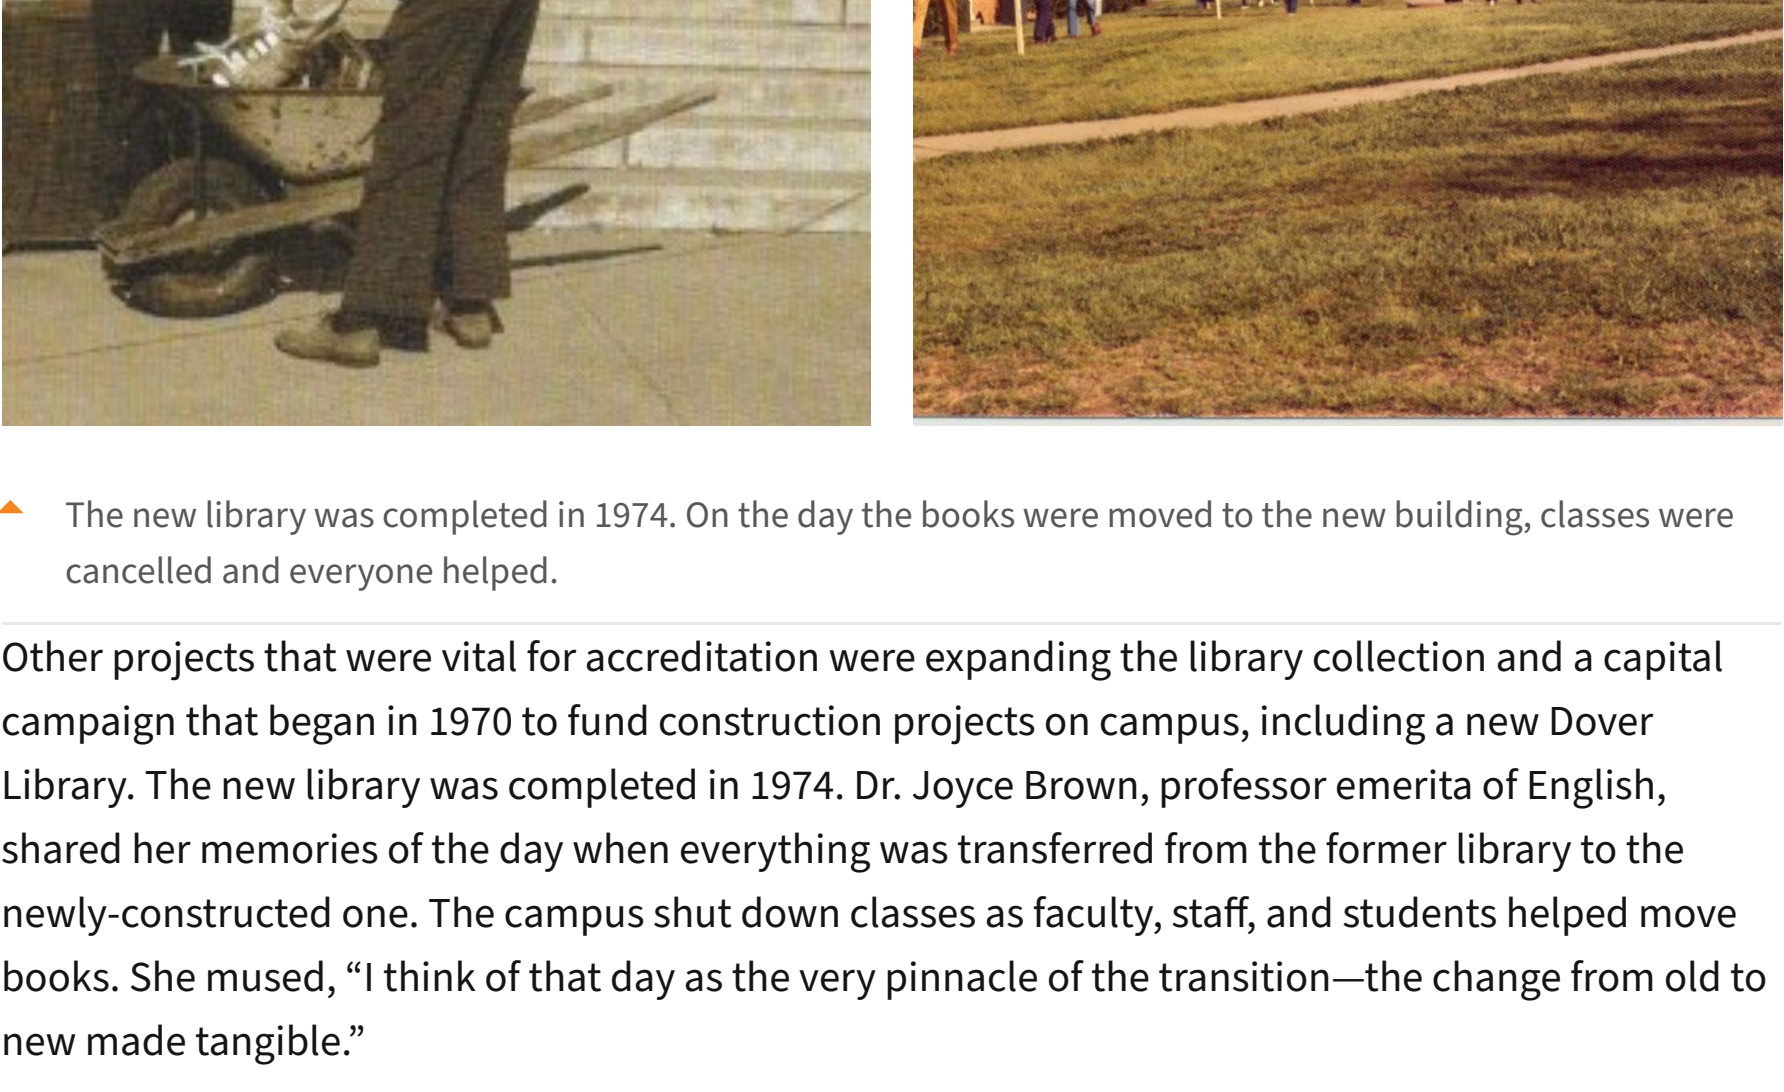 The new library was completed in 1974. On the day the books were moved to the new building, classes were
cancelled and everyone helped.
Other projects that were vital for accreditation were expanding the library collection and a capital
campaign that began in 1970 to fund construction projects on campus, including a new Dover
Library. The new library was completed in 1974. Dr. Joyce Brown, professor emerita of English,
shared her memories of the day when everything was transferred from the former library to the
newly-constructed one. The campus shut down classes as faculty, staff, and students helped move
books. She mused, “I think of that day as the very pinnacle of the transition—the change from old to
new made tangible.”